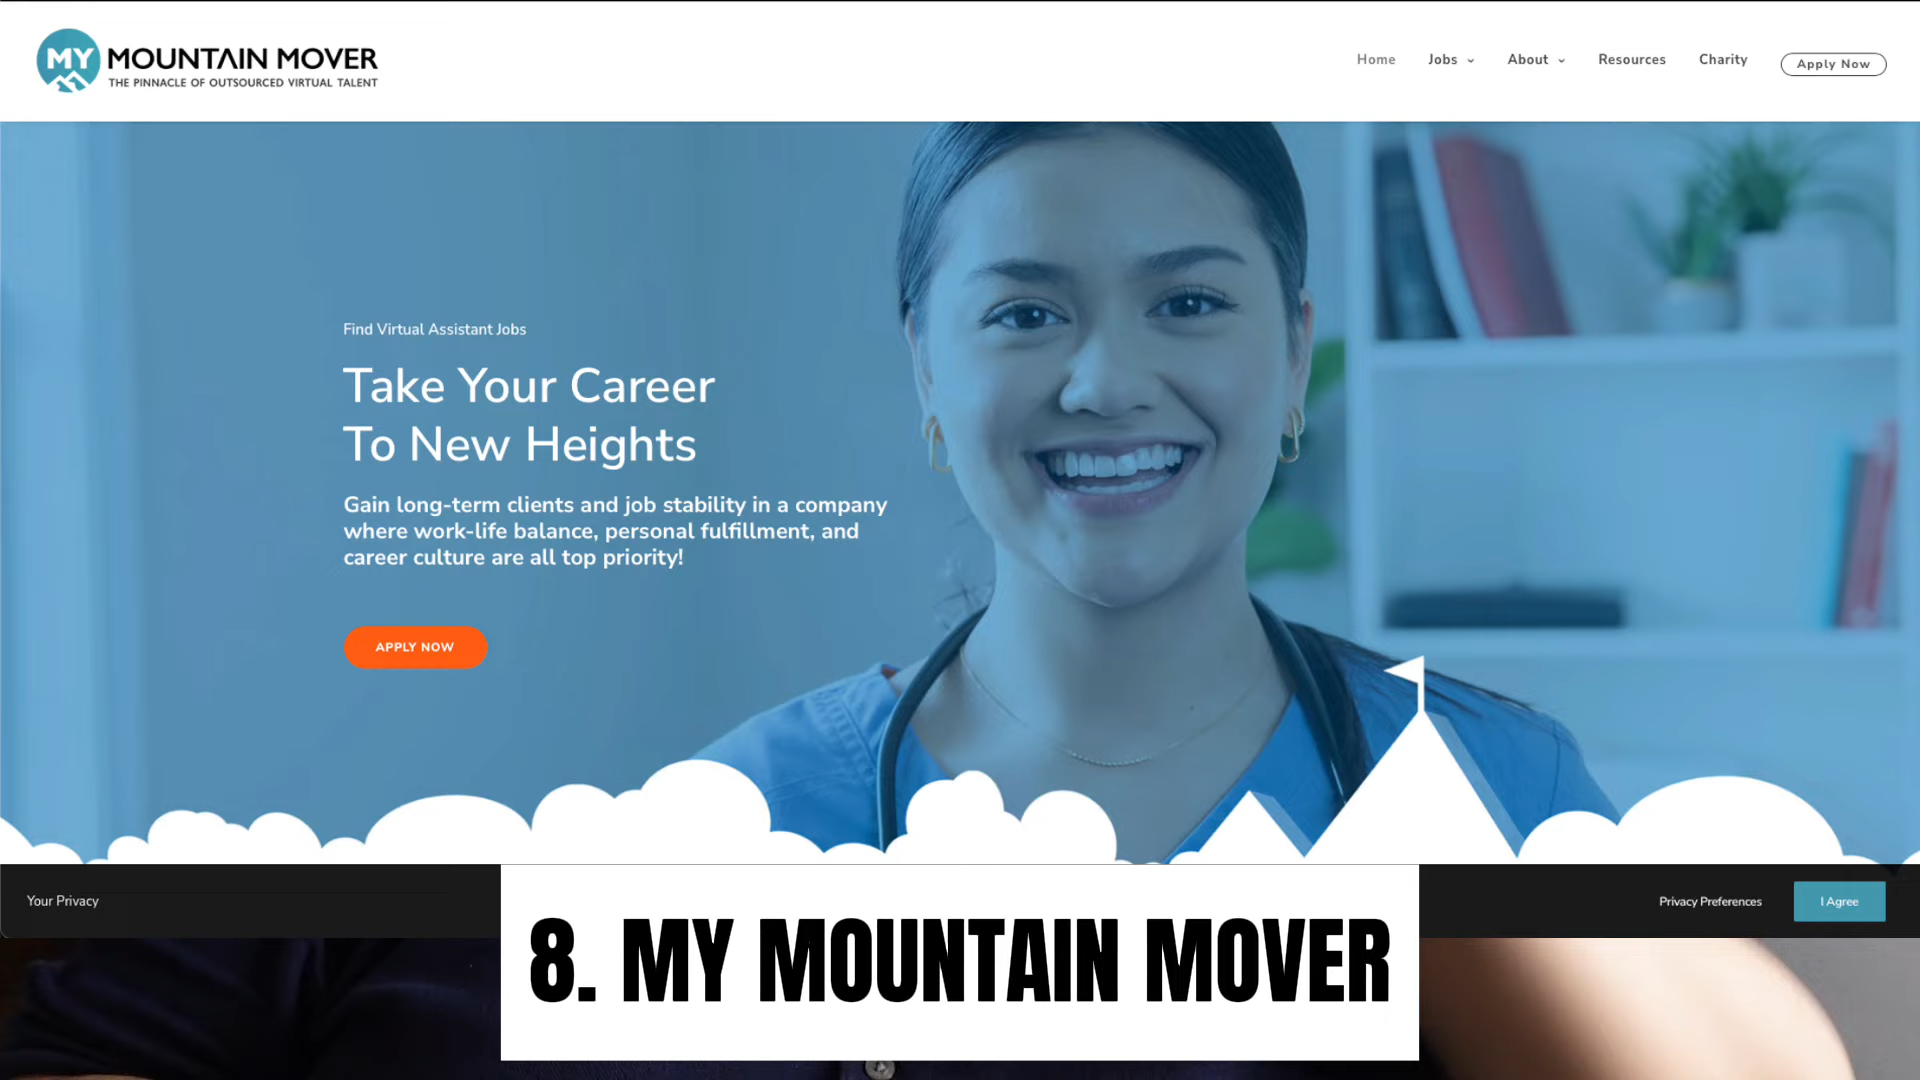 MY MOUNTAIN MOVER
THE PINNACLE OF OUTSOURCED VIRTUAL TALENT
Home Jobs About Resources Charity Apply Now
Find Virtual Assistant Jobs
Take Your Career
To New Heights
Gain long-term clients and job stability in a company
where work-life balance, personal fulfillment, and
career culture are all top priority!
APPLY NOW
Your Privacy
Privacy Preferences
I Agree
8. MY MOUNTAIN MOVER